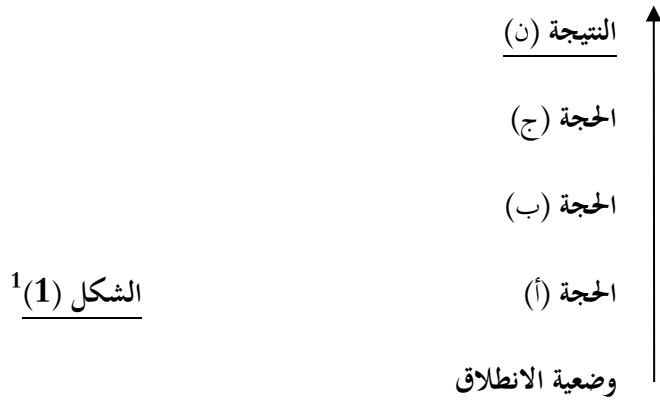 النتيجة (ن)
الحجة (ج)
الحجة (ب)
الحجة (أ)
الشكل (1)¹
وضعية الانطلاق